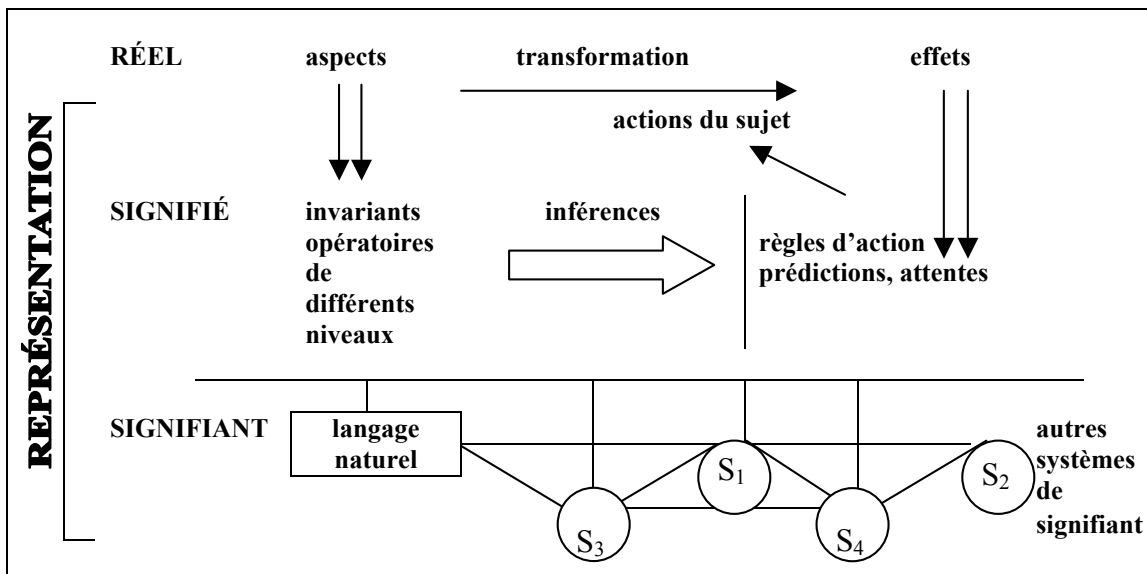 RÉEL
aspects
transformation
effets
actions du sujet
REPRÉSENTATION
SIGNIFIÉ
invariants
opératoires
de
différents
niveaux
inférences
règles d’action
prédictions, attentes
SIGNIFIANT
langage
naturel
S₁
S₂
S₃
S₄
autres
systèmes
de
signifiant